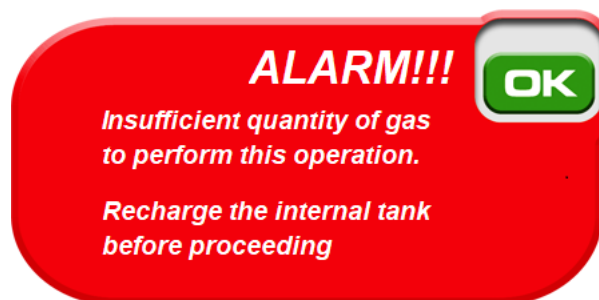 ALARM!!!
OK
Insufficient quantity of gas
to perform this operation.
Recharge the internal tank
before proceeding